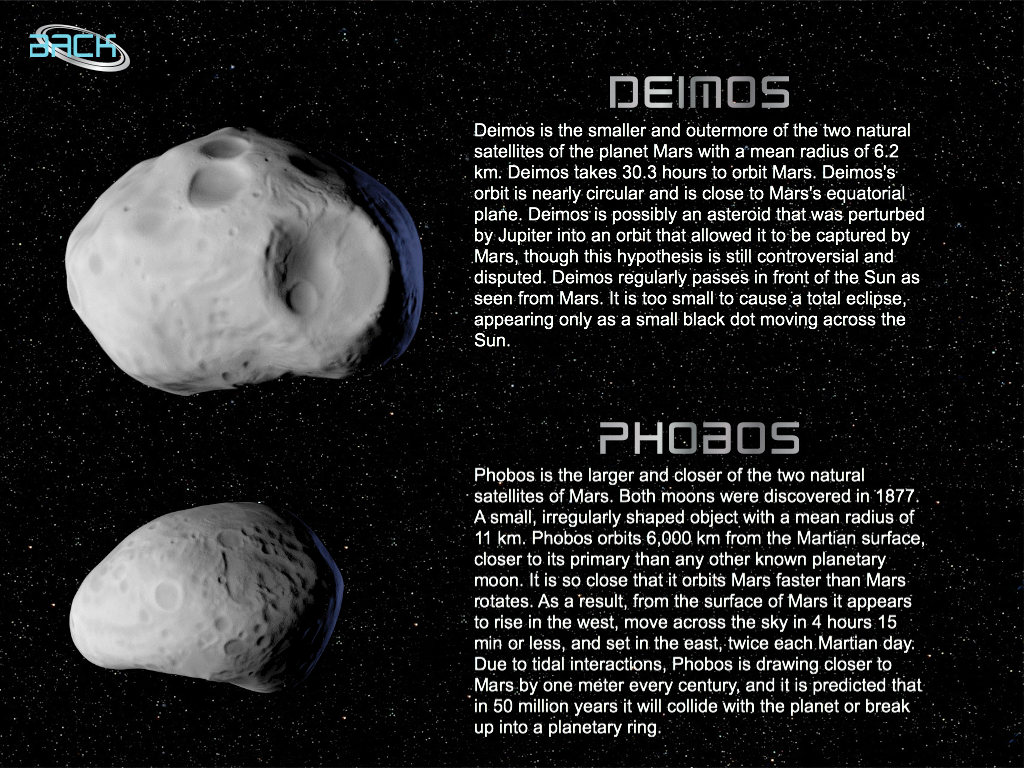 BACK
DEIMOS
Deimos is the smaller and outermore of the two natural
satellites of the planet Mars with a mean radius of 6.2
km. Deimos takes 30.3 hours to orbit Mars. Deimos's
orbit is nearly circular and is close to Mars's equatorial
plane. Deimos is possibly an asteroid that was perturbed
by Jupiter into an orbit that allowed it to be captured by
Mars, though this hypothesis is still controversial and
disputed. Deimos regularly passes in front of the Sun as
seen from Mars. It is too small to cause a total eclipse,
appearing only as a small black dot moving across the
Sun.
PHOBOS
Phobos is the larger and closer of the two natural
satellites of Mars. Both moons were discovered in 1877.
A small, irregularly shaped object with a mean radius of
11 km. Phobos orbits 6,000 km from the Martian surface,
closer to its primary than any other known planetary
moon. It is so close that it orbits Mars faster than Mars
rotates. As a result, from the surface of Mars it appears
to rise in the west, move across the sky in 4 hours 15
min or less, and set in the east, twice each Martian day.
Due to tidal interactions, Phobos is drawing closer to
Mars by one meter every century, and it is predicted that
in 50 million years it will collide with the planet or break
up into a planetary ring.